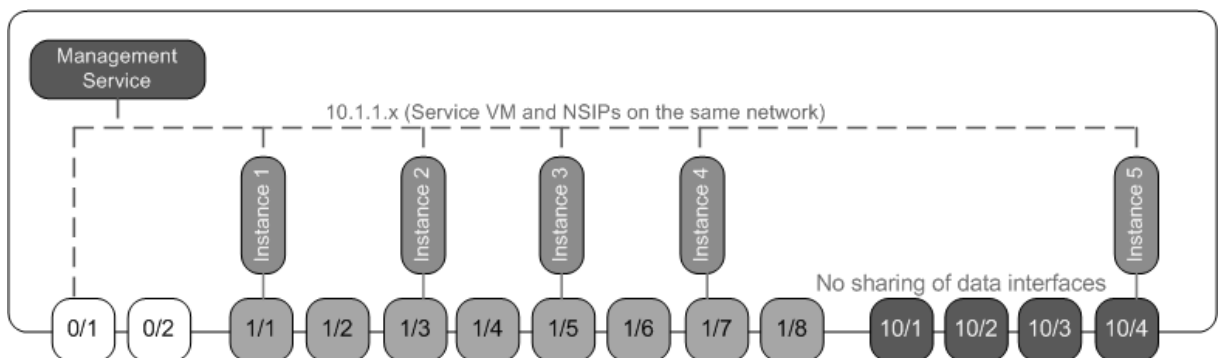 Management
Service
10.1.1.x (Service VM and NSIPs on the same network)
Instance 1
Instance 2
Instance 3
Instance 4
Instance 5
No sharing of data interfaces
0/1
0/2
1/1
1/2
1/3
1/4
1/5
1/6
1/7
1/8
10/1
10/2
10/3
10/4